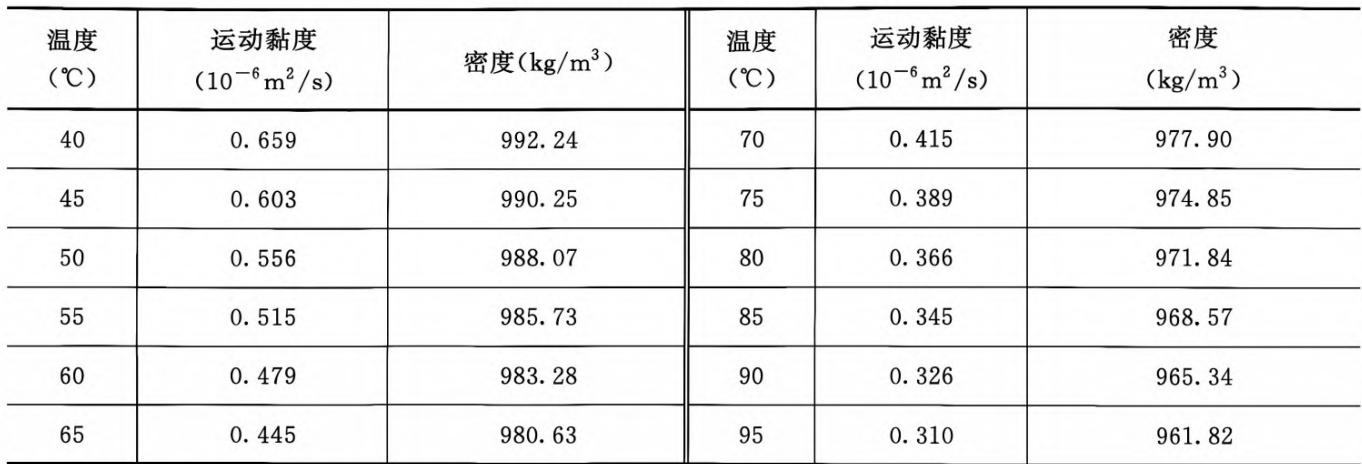 温度 运动黏度 密度(kg/m³) 温度 运动黏度 密度
(℃) (10⁻⁶m²/s) (℃) (10⁻⁶m²/s) (kg/m³)
40 0.659 992.24 70 0.415 977.90
45 0.603 990.25 75 0.389 974.85
50 0.556 988.07 80 0.366 971.84
55 0.515 985.73 85 0.345 968.57
60 0.479 983.28 90 0.326 965.34
65 0.445 980.63 95 0.310 961.82